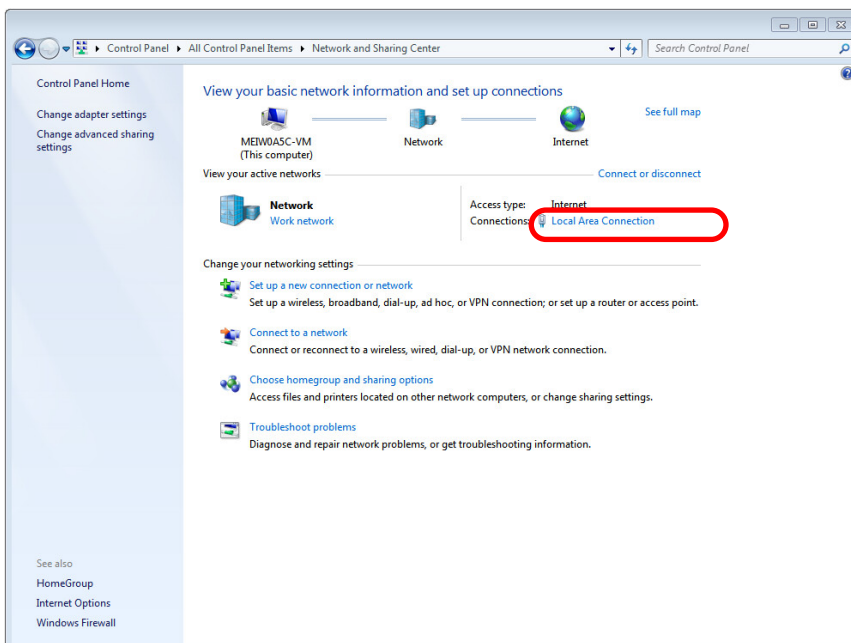 Control Panel ▸ All Control Panel Items ▸ Network and Sharing Center
Search Control Panel
Control Panel Home
Change adapter settings
Change advanced sharing
settings
View your basic network information and set up connections
See full map
MEIW0A5C-VM
(This computer)
Network
Internet
View your active networks
Connect or disconnect
Network
Work network
Access type: Internet
Connections: Local Area Connection
Change your networking settings
Set up a new connection or network
Set up a wireless, broadband, dial-up, ad hoc, or VPN connection; or set up a router or access point.
Connect to a network
Connect or reconnect to a wireless, wired, dial-up, or VPN network connection.
Choose homegroup and sharing options
Access files and printers located on other network computers, or change sharing settings.
Troubleshoot problems
Diagnose and repair network problems, or get troubleshooting information.
See also
HomeGroup
Internet Options
Windows Firewall